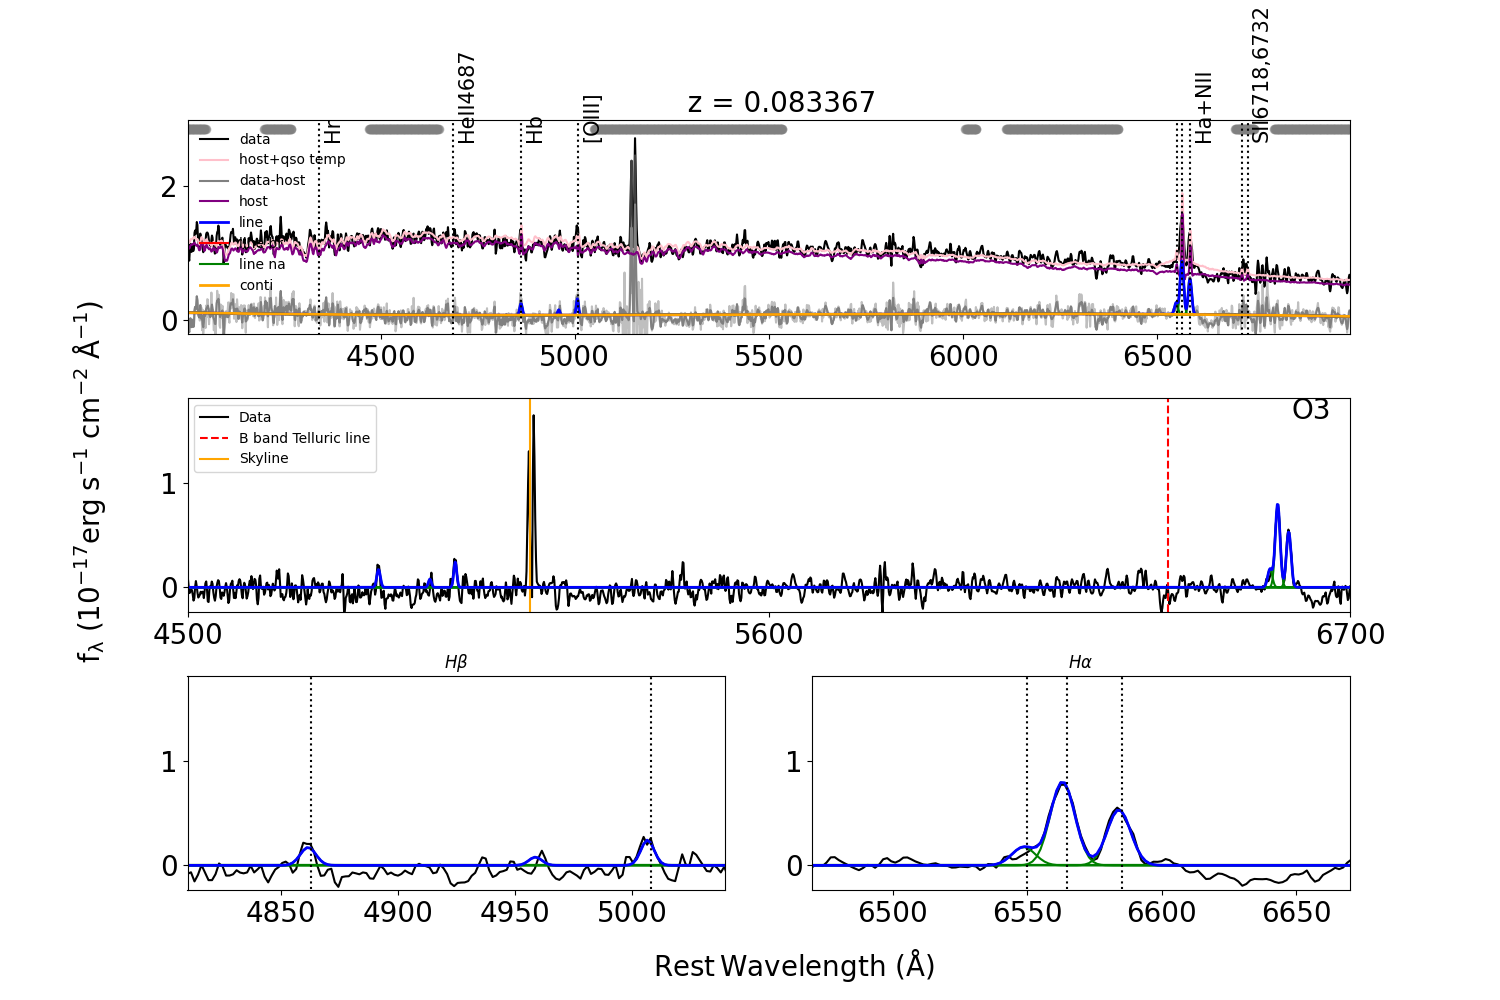 z = 0.083367
Hr
HeII4687
Hb
[OIII]
Ha+NII
SII6718,6732
data
host+qso temp
data-host
host
line
line na
conti
2
0
4500
5000
5500
6000
6500
Data
B band Telluric line
Skyline
O3
1
0
4500
5600
6700
fλ (10⁻¹⁷erg s⁻¹ cm⁻² Å⁻¹)
Hβ
1
0
4850
4900
4950
5000
Hα
1
0
6500
6550
6600
6650
Rest Wavelength (Å)